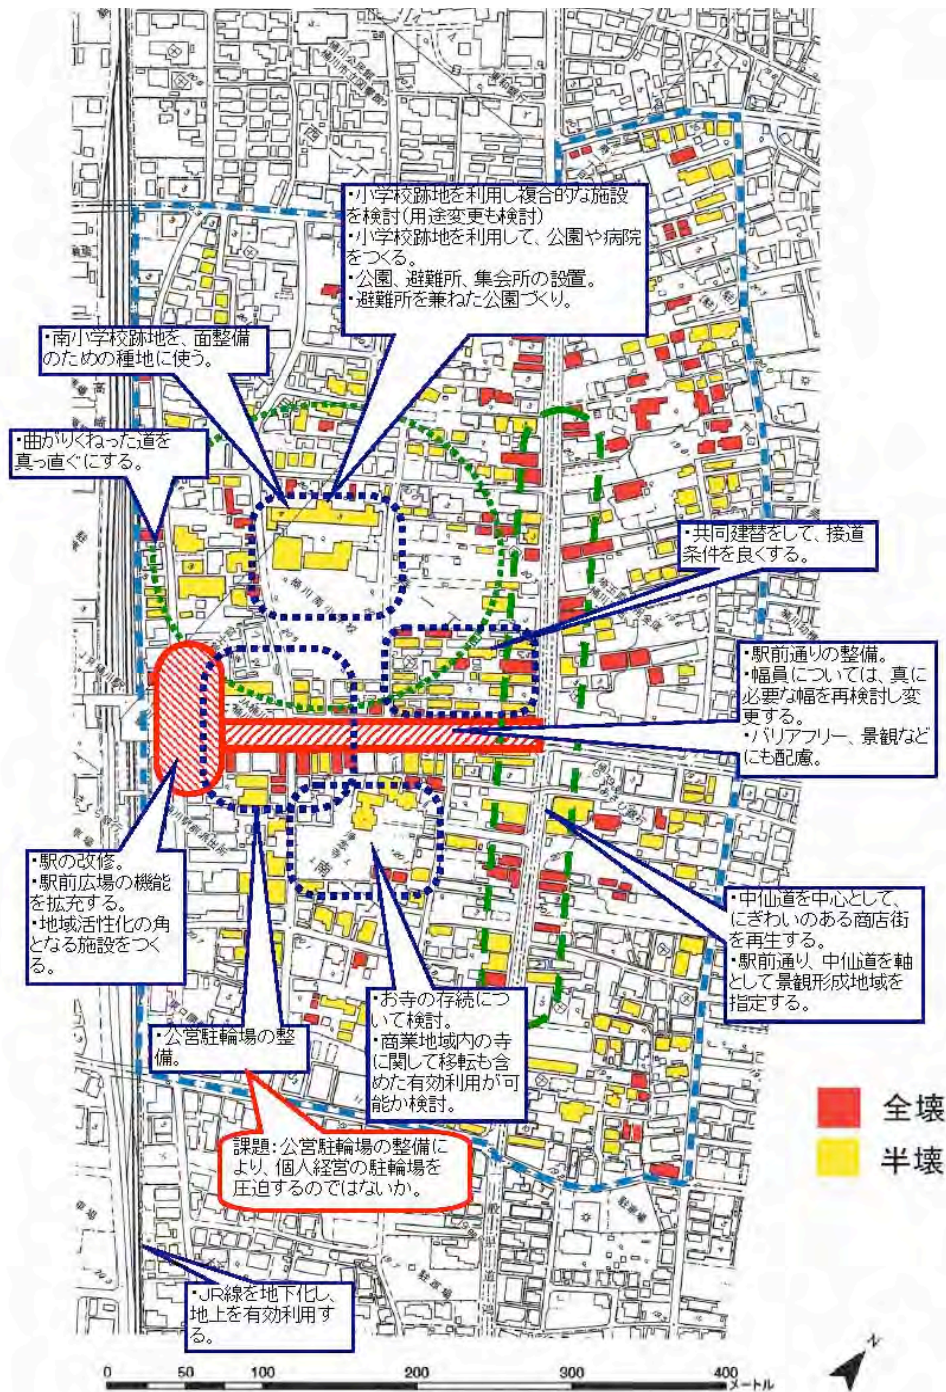 ・小学校跡地を利用し複合的な施設
を検討(用途変更も検討)
・小学校跡地を利用して、公園や病院
をつくる。
・公園、避難所、集会所の設置。
・避難所を兼ねた公園づくり。
・南小学校跡地を、面整備
のための種地に使う。
・曲がりくねった道を
真っ直ぐにする。
・共同建替をして、接道
条件を良くする。
・駅前通りの整備。
・幅員については、真に
必要な幅を再検討し変
更する。
・バリアフリー、景観など
にも配慮。
・駅の改修。
・駅前広場の機能
を拡充する。
・地域活性化の角
となる施設をつく
る。
・中仙道を中心として、
にぎわいのある商店街
を再生する。
・駅前通り、中仙道を軸
として景観形成地域を
指定する。
・お寺の存続につ
いて検討。
・商業地域内の寺
に関して移転も含
めた有効利用が可
能か検討。
・公営駐輪場の整
備。
課題:公営駐輪場の整備に
より、個人経営の駐輪場を
圧迫するのではないか。
・JR線を地下化し、
地上を有効利用す
る。
全壊
半壊
桶川南小学校
浄念寺
南
駐車場
N
0 50 100 200 300 400
メートル